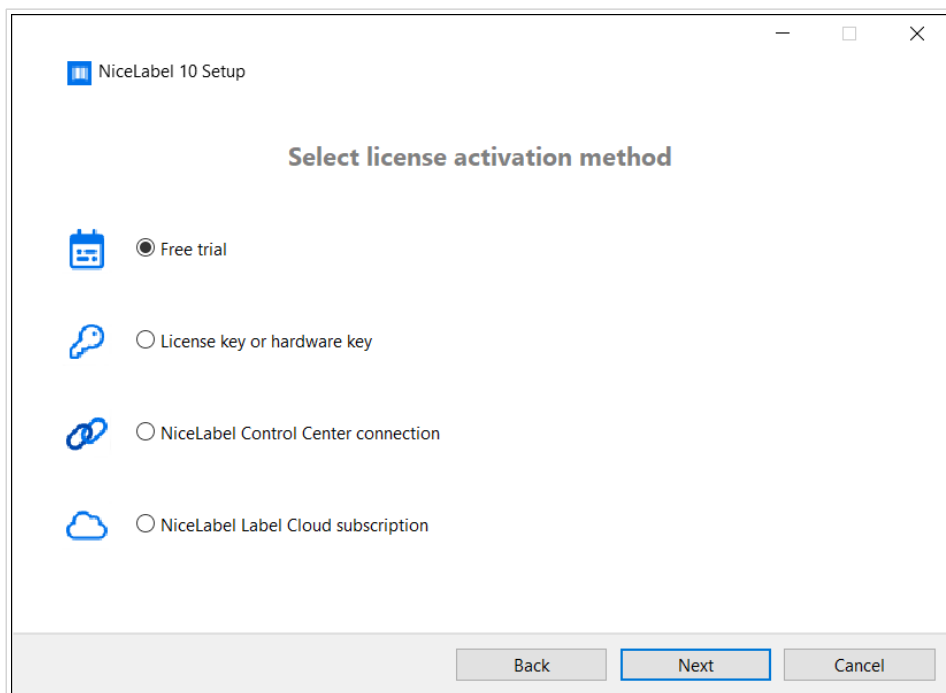 NiceLabel 10 Setup
Select license activation method
Free trial
License key or hardware key
NiceLabel Control Center connection
NiceLabel Label Cloud subscription
Back Next Cancel